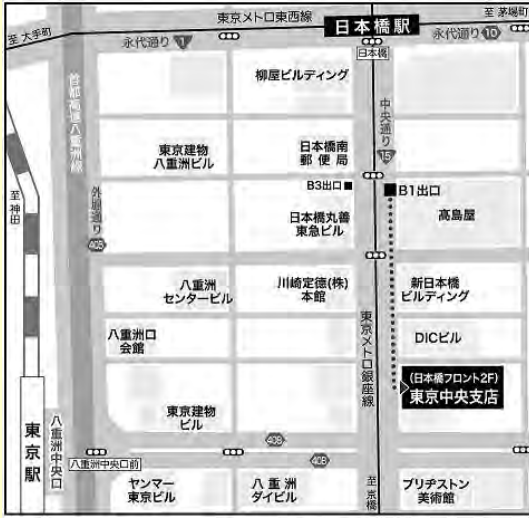 東京メトロ東西線
日本橋駅
至 茅場町
至 大手町
永代通り 1
日本橋
永代通り 10
柳屋ビルディング
首都高速八重洲線
中央通り
15
東京建物
八重洲ビル
日本橋南
郵便局
B3出口
B1出口
至 神田
外堀通り
405
日本橋丸善
東急ビル
高島屋
八重洲
センタービル
川崎定徳(株)
本館
新日本橋
ビルディング
八重洲口
会館
東京メトロ銀座線
DICビル
(日本橋フロント2F)
東京中央支店
東京建物
ビル
東京駅
八重洲中央口
408
八重洲中央口前
408
ヤンマー
東京ビル
八重洲
ダイビル
至 京橋
ブリヂストン
美術館